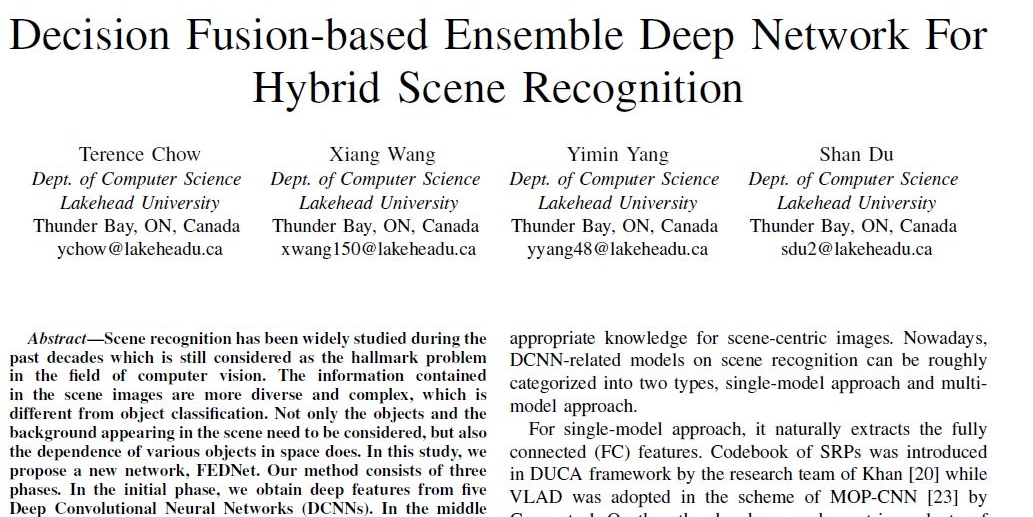 Decision Fusion-based Ensemble Deep Network For
Hybrid Scene Recognition
Terence Chow
Dept. of Computer Science
Lakehead University
Thunder Bay, ON, Canada
ychow@lakeheadu.ca
Xiang Wang
Dept. of Computer Science
Lakehead University
Thunder Bay, ON, Canada
xwang150@lakeheadu.ca
Yimin Yang
Dept. of Computer Science
Lakehead University
Thunder Bay, ON, Canada
yyang48@lakeheadu.ca
Shan Du
Dept. of Computer Science
Lakehead University
Thunder Bay, ON, Canada
sdu2@lakeheadu.ca
Abstract—Scene recognition has been widely studied during the
past decades which is still considered as the hallmark problem
in the field of computer vision. The information contained
in the scene images are more diverse and complex, which is
different from object classification. Not only the objects and the
background appearing in the scene need to be considered, but also
the dependence of various objects in space does. In this study, we
propose a new network, FEDNet. Our method consists of three
phases. In the initial phase, we obtain deep features from five
Deep Convolutional Neural Networks (DCNNs). In the middle
appropriate knowledge for scene-centric images. Nowadays,
DCNN-related models on scene recognition can be roughly
categorized into two types, single-model approach and multi-
model approach.
For single-model approach, it naturally extracts the fully
connected (FC) features. Codebook of SRPs was introduced
in DUCA framework by the research team of Khan [20] while
VLAD was adopted in the scheme of MOP-CNN [23] by